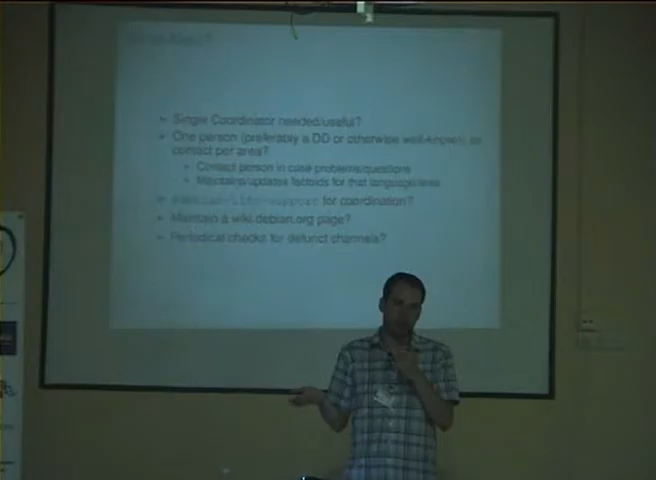 Single Coordinator needed/useful?
One person (preferably a DD or otherwise well-known) as
contact per area?
Contact person in case problems/questions
Maintains/updates factoids for that language/area
for coordination?
Maintain a wiki.debian.org page?
Periodical checks for defunct channels?